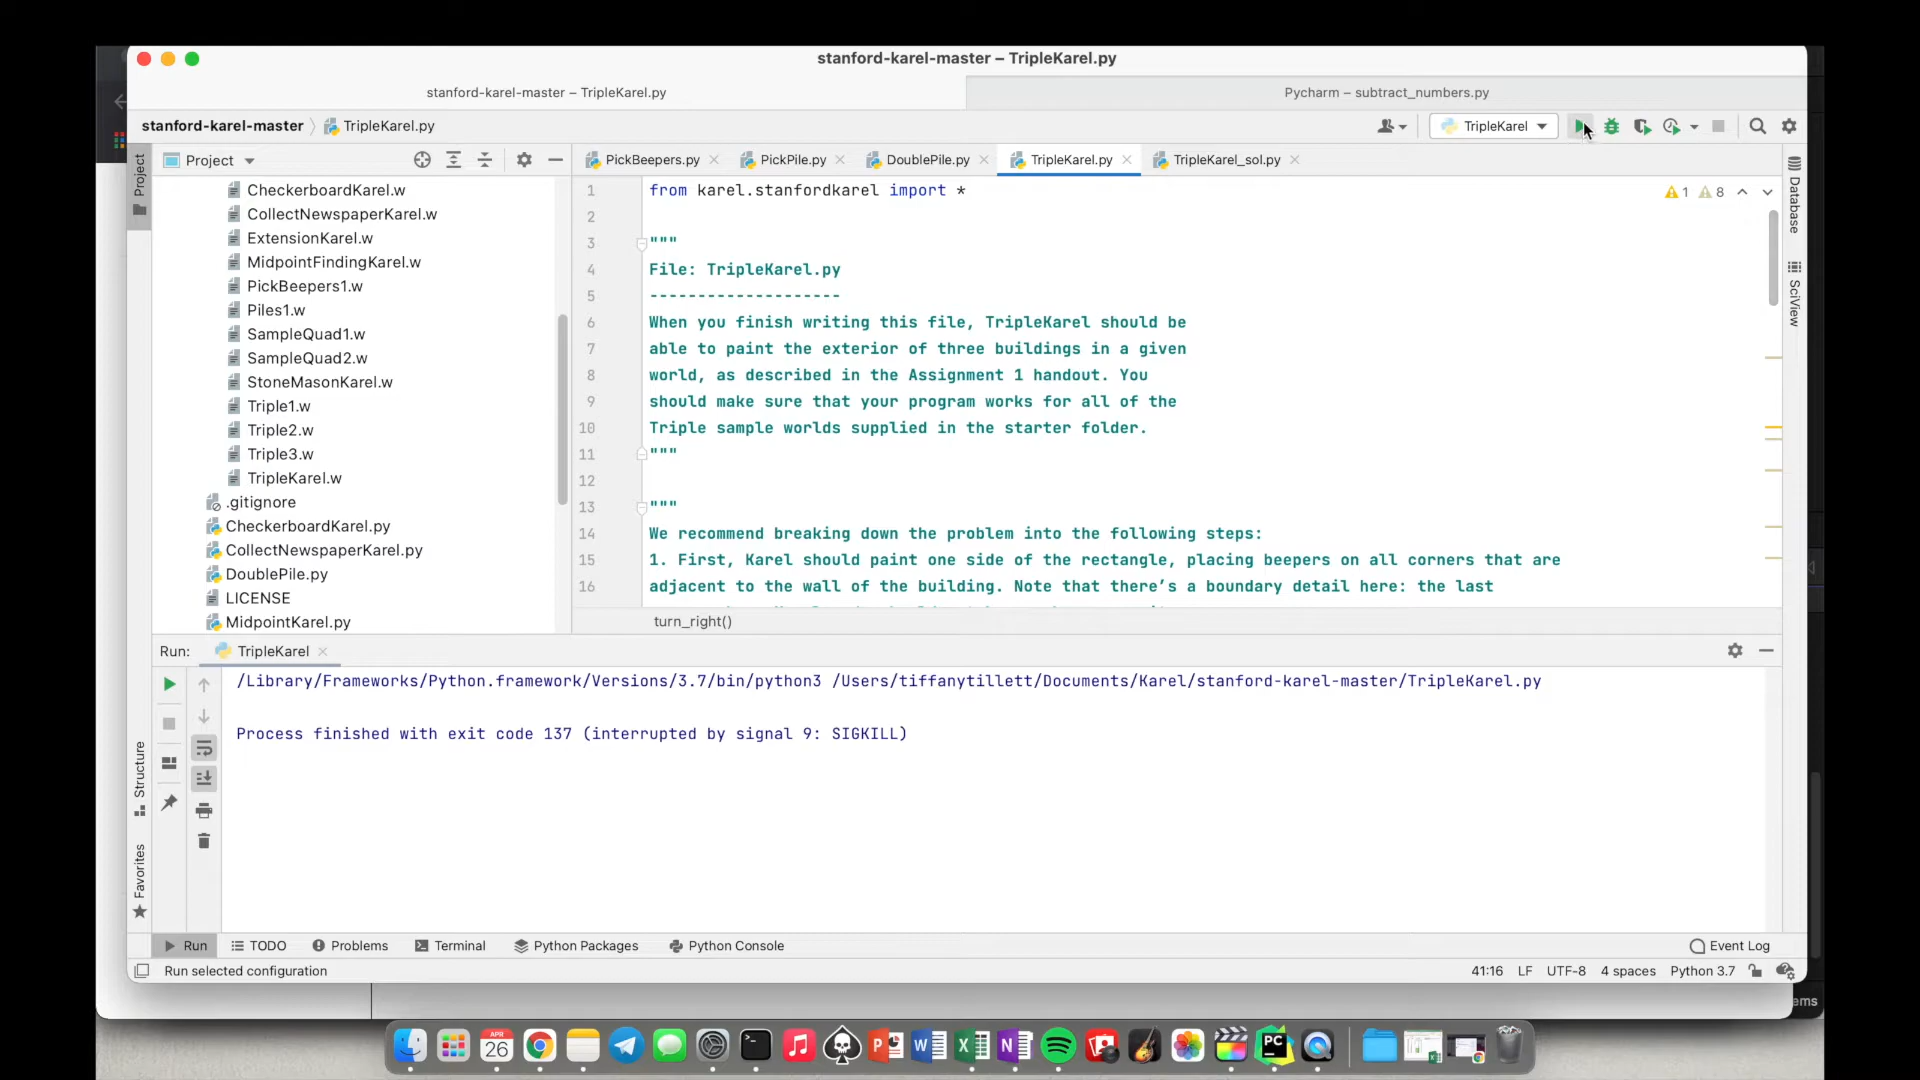 stanford-karel-master – TripleKarel.py
stanford-karel-master – TripleKarel.py
Pycharm – subtract_numbers.py
stanford-karel-master
TripleKarel.py
TripleKarel
Project
Project
PickBeepers.py
PickPile.py
DoublePile.py
TripleKarel.py
TripleKarel_sol.py
CheckerboardKarel.w
CollectNewspaperKarel.w
ExtensionKarel.w
MidpointFindingKarel.w
PickBeepers1.w
Piles1.w
SampleQuad1.w
SampleQuad2.w
StoneMasonKarel.w
Triple1.w
Triple2.w
Triple3.w
TripleKarel.w
.gitignore
CheckerboardKarel.py
CollectNewspaperKarel.py
DoublePile.py
LICENSE
MidpointKarel.py
1 from karel.stanfordkarel import *
2
3 """
4 File: TripleKarel.py
5 --------------------
6 When you finish writing this file, TripleKarel should be
7 able to paint the exterior of three buildings in a given
8 world, as described in the Assignment 1 handout. You
9 should make sure that your program works for all of the
10 Triple sample worlds supplied in the starter folder.
11 """
12
13 """
14 We recommend breaking down the problem into the following steps:
15 1. First, Karel should paint one side of the rectangle, placing beepers on all corners that are
16 adjacent to the wall of the building. Note that there’s a boundary detail here: the last
1 8
Database
SciView
turn_right()
Run:
TripleKarel
/Library/Frameworks/Python.framework/Versions/3.7/bin/python3 /Users/tiffanytillett/Documents/Karel/stanford-karel-master/TripleKarel.py
Process finished with exit code 137 (interrupted by signal 9: SIGKILL)
Structure
Favorites
Run
TODO
Problems
Terminal
Python Packages
Python Console
Event Log
Run selected configuration
41:16
LF
UTF-8
4 spaces
Python 3.7
ems
APR
26
PC